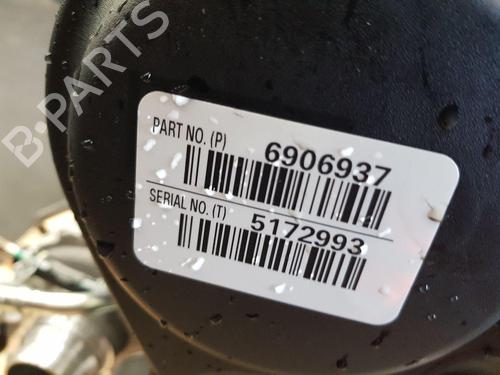 B-PARTS
PART NO. (P) 6906937
SERIAL NO. (T) 5172993